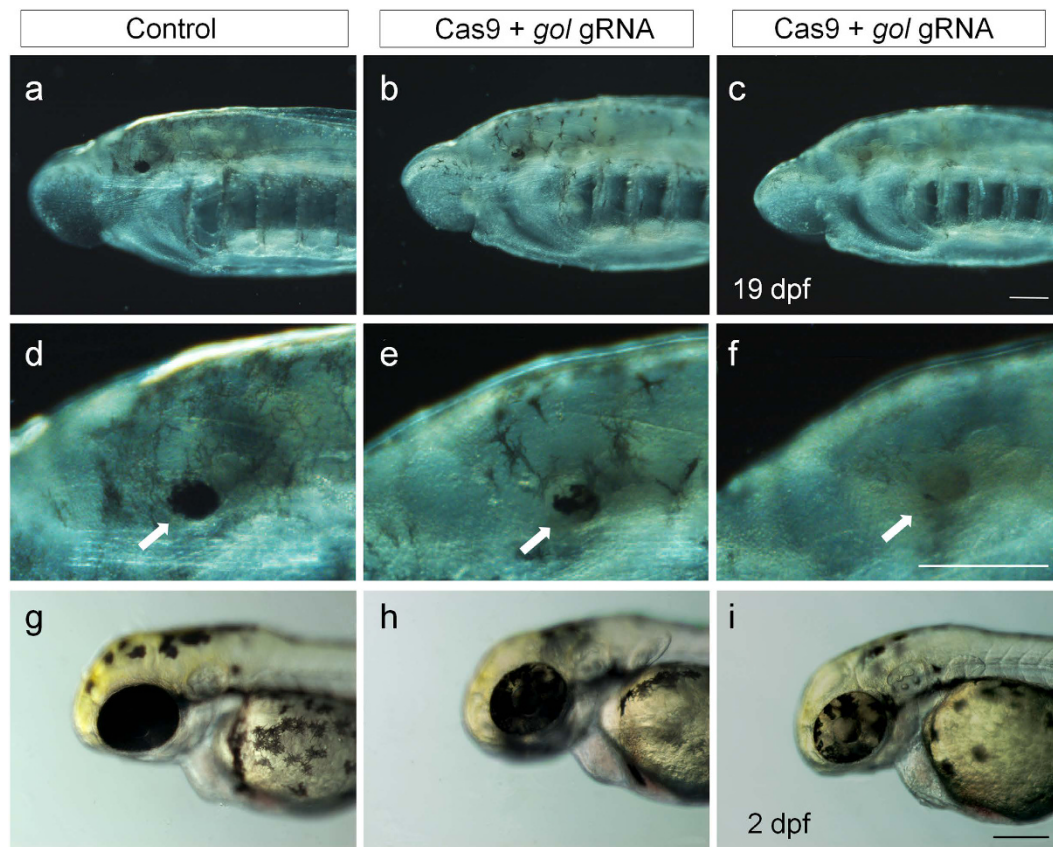 Control
Cas9 + gol gRNA
Cas9 + gol gRNA
a
b
c
19 dpf
d
e
f
g
h
i
2 dpf